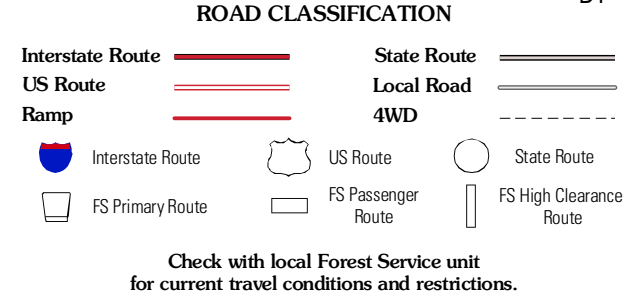 ROAD CLASSIFICATION
Interstate Route
State Route
US Route
Local Road
Ramp
4WD
Interstate Route
US Route
State Route
FS Primary Route
FS Passenger
Route
FS High Clearance
Route
Check with local Forest Service unit
for current travel conditions and restrictions.